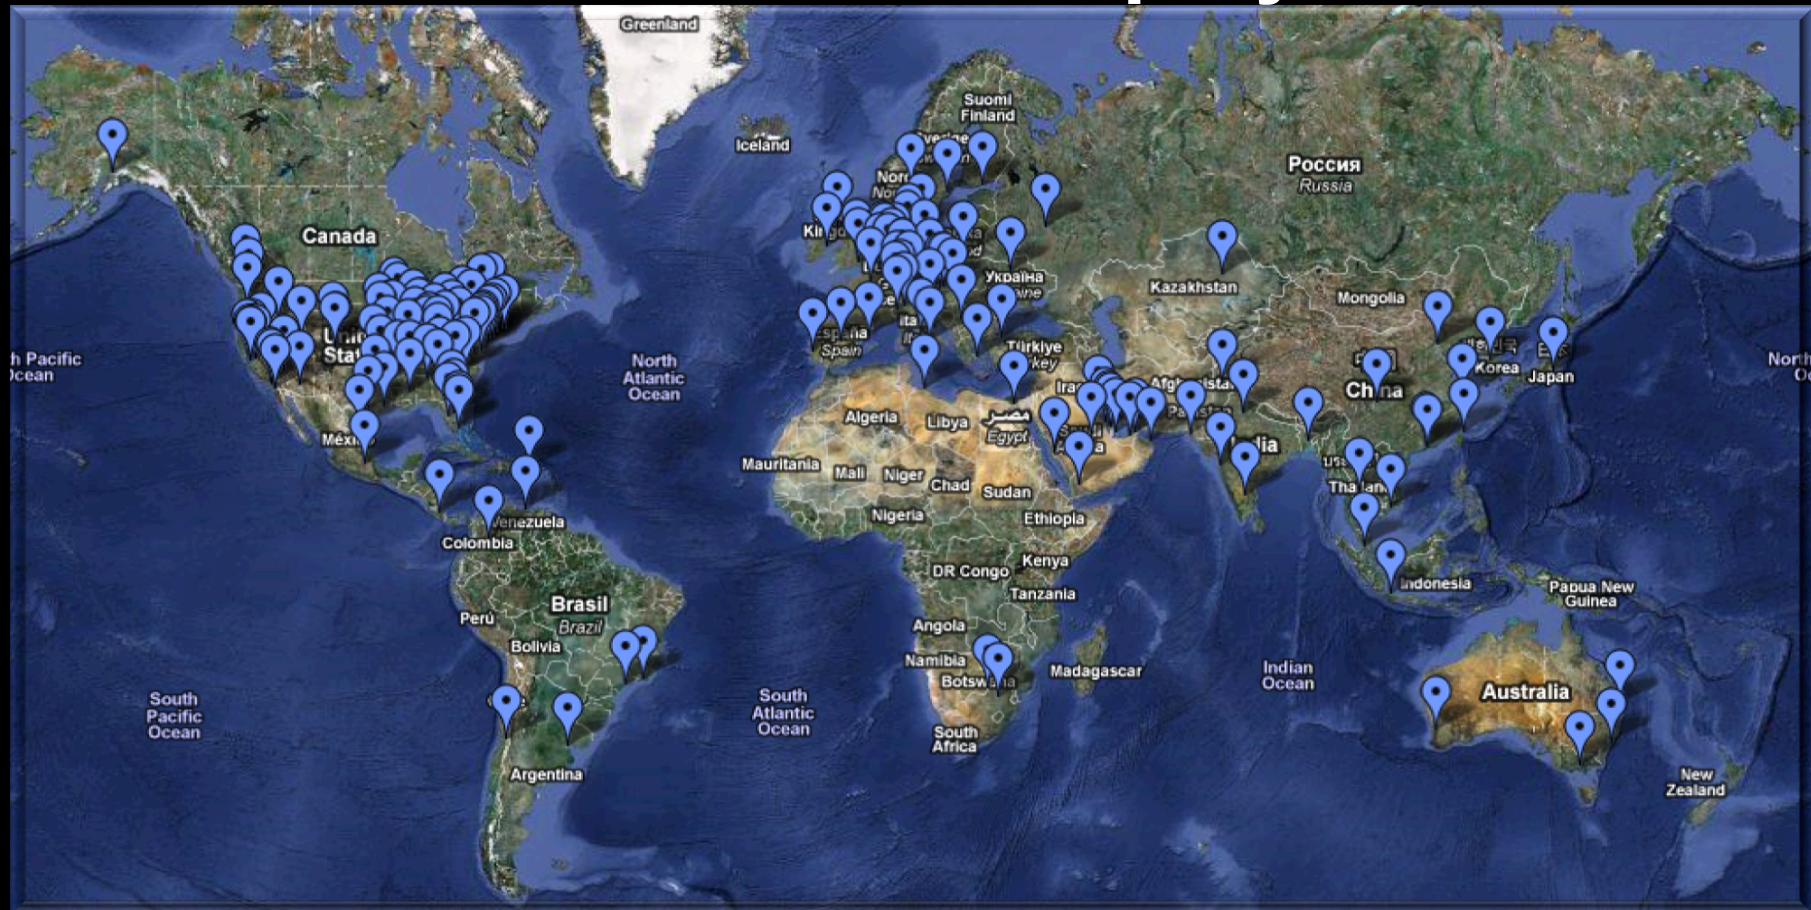 Greenland
Suomi
Finland
Iceland
Россия
Russia
Canada
Україна
Kazakhstan
Mongolia
North
Atlantic
Ocean
España
Spain
Türkiye
Korea
Japan
China
Algeria
Libya
مصر
Egypt
Mauritania
Mali
Niger
Chad
Sudan
Venezuela
Nigeria
Ethiopia
Colombia
Kenya
DR Congo
Indonesia
Tanzania
Papua New
Guinea
Brasil
Brazil
Perú
Angola
Bolivia
Namibia
Madagascar
Indian
Ocean
Botswana
Australia
South
Pacific
Ocean
South
Atlantic
Ocean
South
Africa
Argentina
New
Zealand